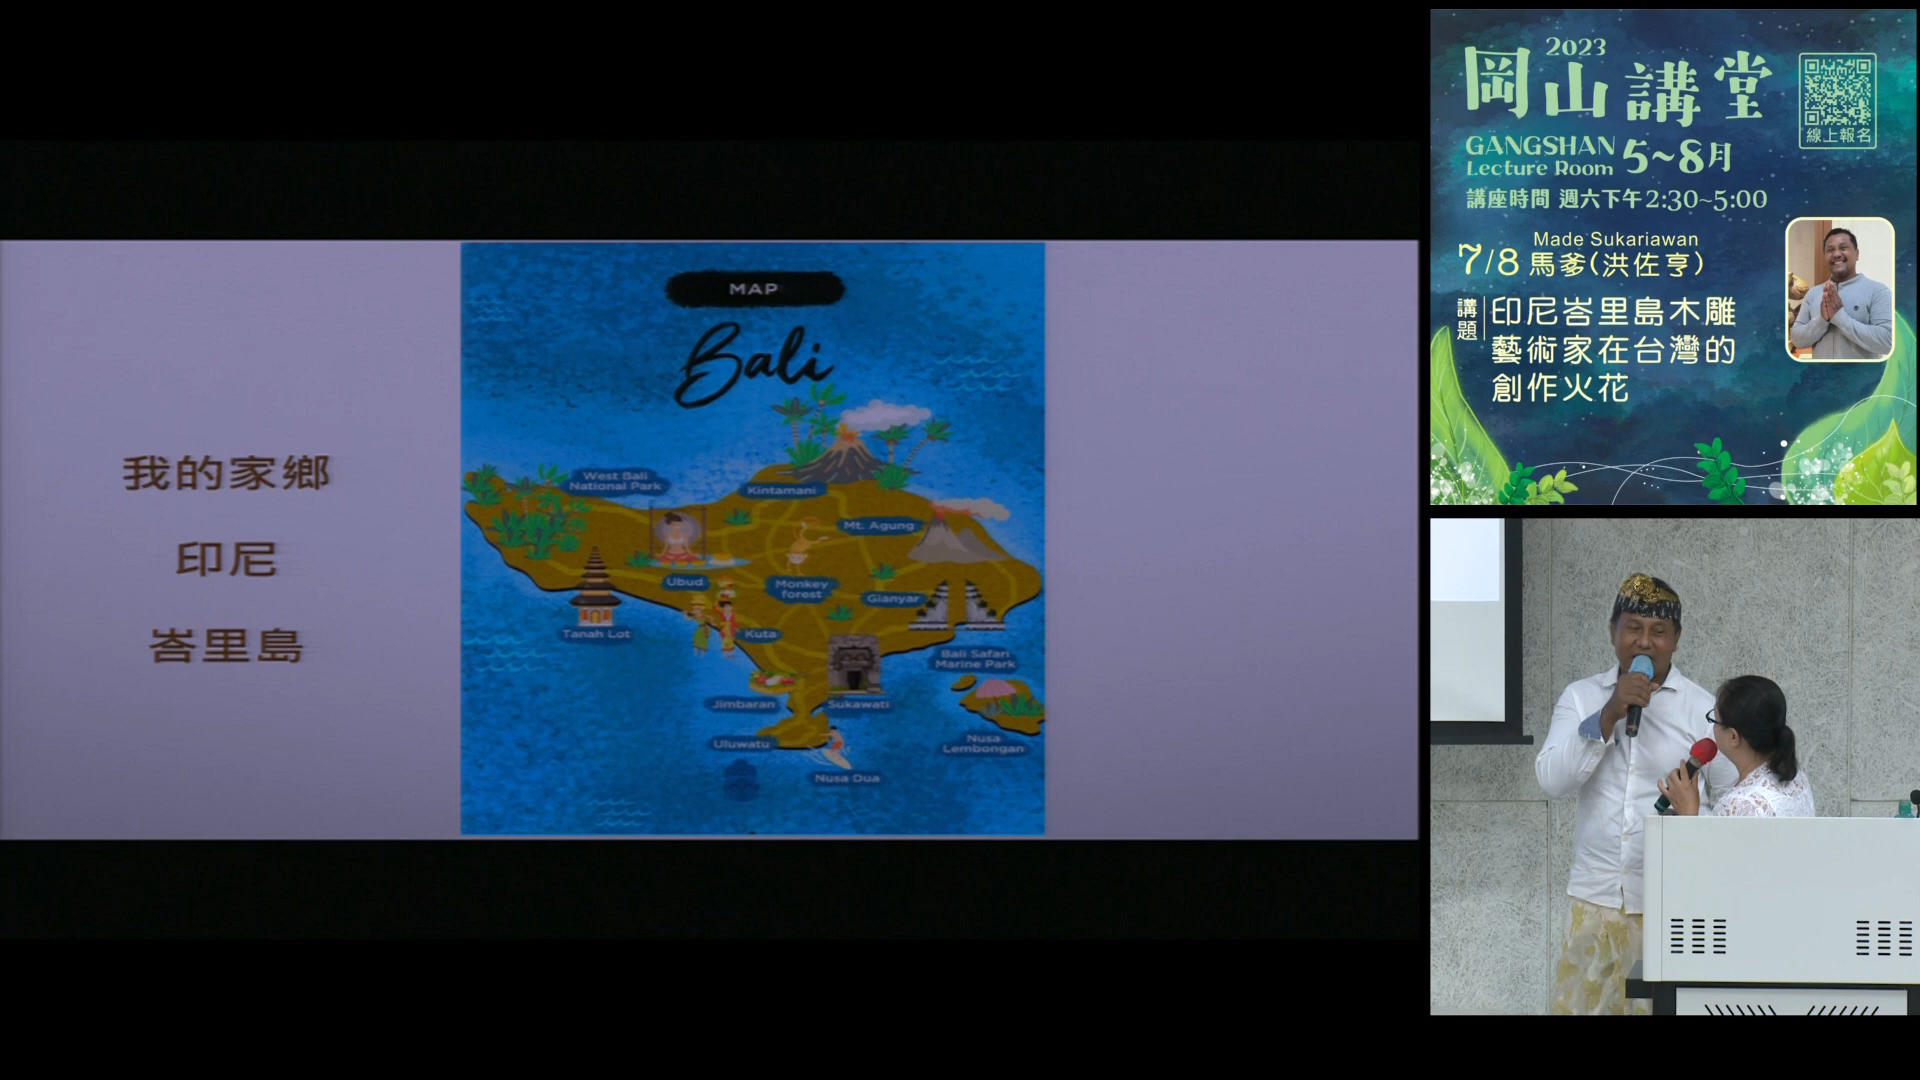 我的家鄉
印尼
峇里島
MAP
Bali
West Bali
National Park
Kintamani
Mt. Agung
Ubud
Monkey
forest
Gianyar
Tanah Lot
Kuta
Bali Safari
Marine Park
Jimbaran
Sukawati
Uluwatu
Nusa
Lembongan
Nusa Dua
2023
岡山講堂
線上報名
GANGSHAN
Lecture Room
5~8月
講座時間 週六下午2:30~5:00
Made Sukariawan
7/8 馬爹(洪佐亨)
講題
印尼峇里島木雕
藝術家在台灣的
創作火花